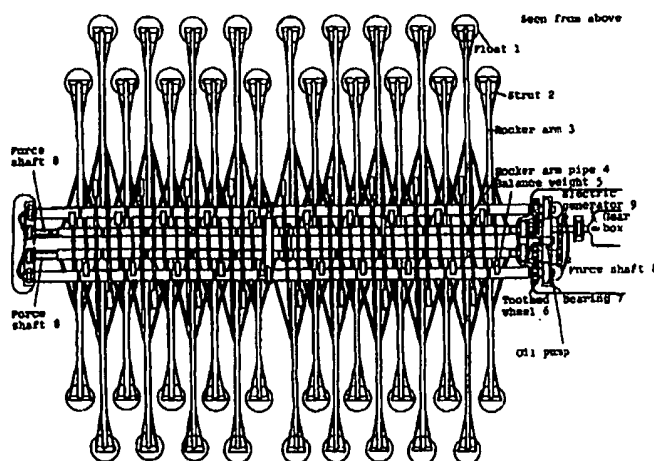 Seen from above
Float 1
Strut 2
Rocker arm 3
Force
shaft 8
Rocker arm pipe 4
Balance weight 5
electric
generator 9
Gear
box
Force shaft 8
Force
shaft 8
Toothed
wheel 6
bearing 7
Oil pump